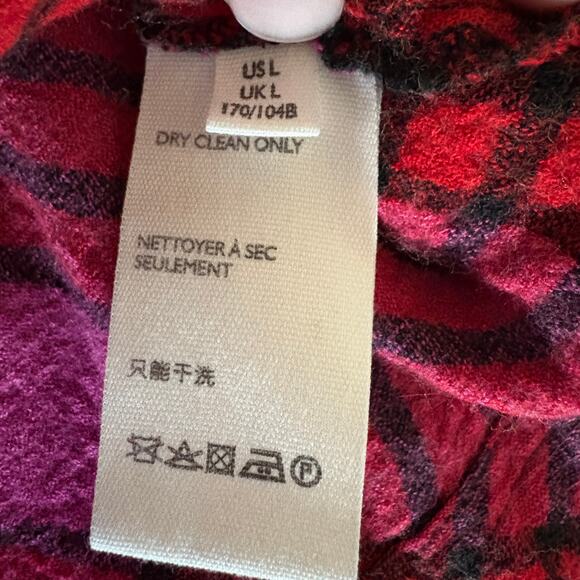 US L
UK L
170/104B
DRY CLEAN ONLY
NETTOYER À SEC
SEULEMENT
只能干洗
P